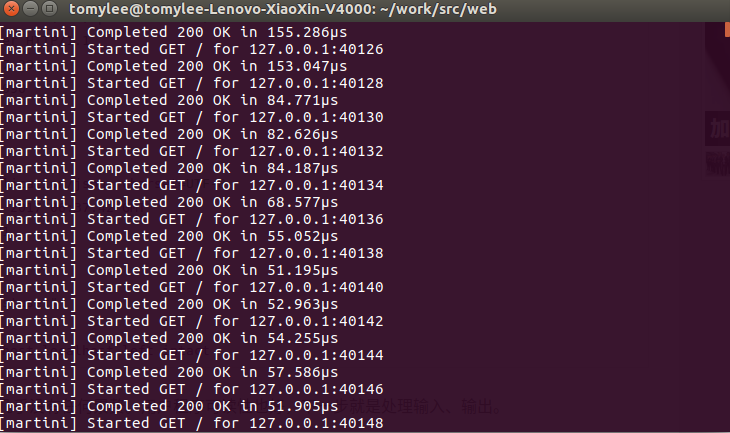 tomylee@tomylee-Lenovo-XiaoXin-V4000: ~/work/src/web
[martini] Completed 200 OK in 155.286µs
[martini] Started GET / for 127.0.0.1:40126
[martini] Completed 200 OK in 153.047µs
[martini] Started GET / for 127.0.0.1:40128
[martini] Completed 200 OK in 84.771µs
[martini] Started GET / for 127.0.0.1:40130
[martini] Completed 200 OK in 82.626µs
[martini] Started GET / for 127.0.0.1:40132
[martini] Completed 200 OK in 84.187µs
[martini] Started GET / for 127.0.0.1:40134
[martini] Completed 200 OK in 68.577µs
[martini] Started GET / for 127.0.0.1:40136
[martini] Completed 200 OK in 55.052µs
[martini] Started GET / for 127.0.0.1:40138
[martini] Completed 200 OK in 51.195µs
[martini] Started GET / for 127.0.0.1:40140
[martini] Completed 200 OK in 52.963µs
[martini] Started GET / for 127.0.0.1:40142
[martini] Completed 200 OK in 54.255µs
[martini] Started GET / for 127.0.0.1:40144
[martini] Completed 200 OK in 57.586µs
[martini] Started GET / for 127.0.0.1:40146
[martini] Completed 200 OK in 51.905µs
就是处理输入、输出。
[martini] Started GET / for 127.0.0.1:40148
加